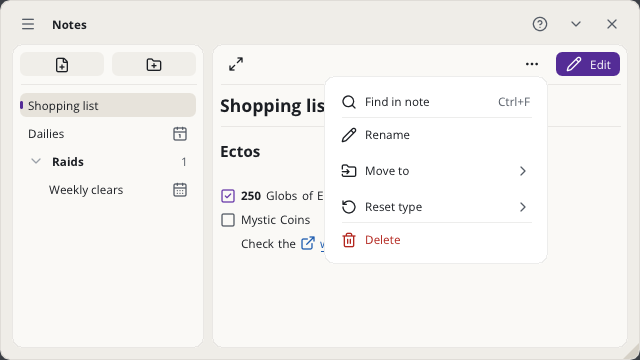 Notes
Edit
Shopping list
Dailies
Raids 1
Weekly clears
Shopping lis
Ectos
250 Globs of E
Mystic Coins
Check the
Find in note Ctrl+F
Rename
Move to
Reset type
Delete